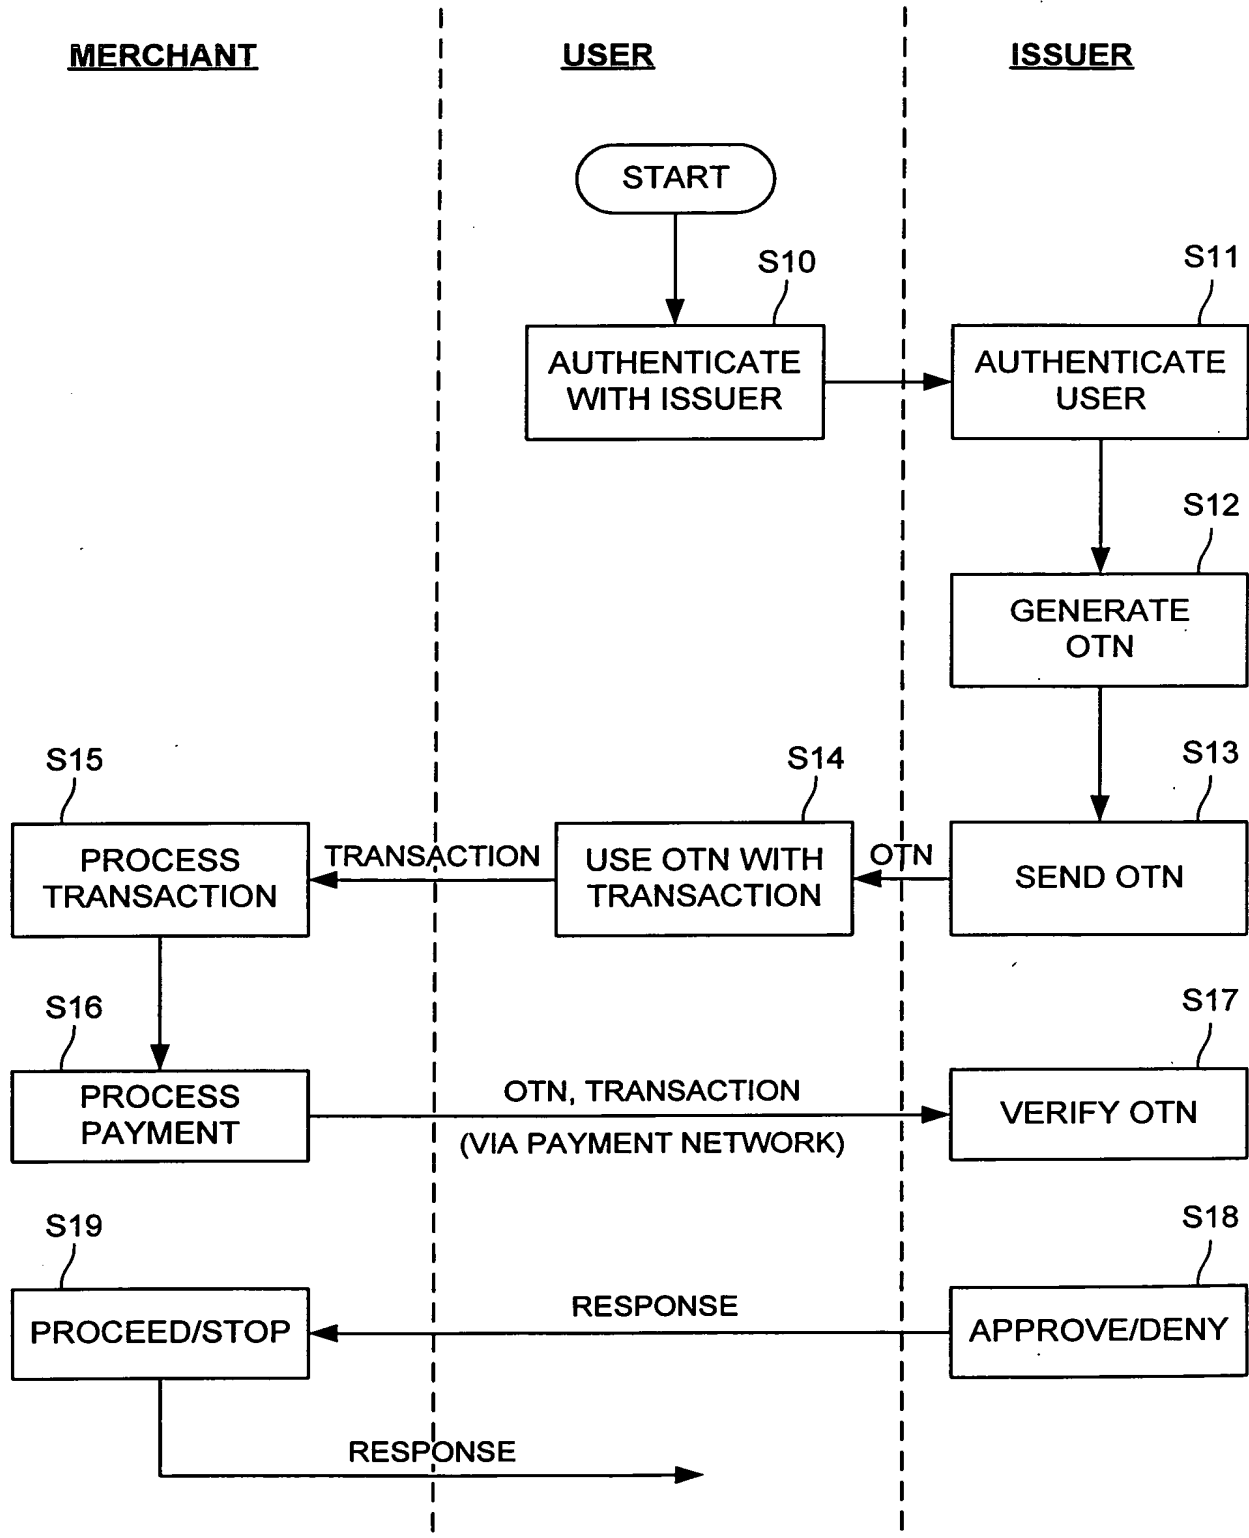 MERCHANT
USER
ISSUER
START
S10
S11
AUTHENTICATE
WITH ISSUER
AUTHENTICATE
USER
S12
GENERATE
OTN
S15
S14
S13
PROCESS
TRANSACTION
TRANSACTION
USE OTN WITH
TRANSACTION
OTN
SEND OTN
S16
S17
PROCESS
PAYMENT
OTN, TRANSACTION
(VIA PAYMENT NETWORK)
VERIFY OTN
S19
S18
PROCEED/STOP
RESPONSE
APPROVE/DENY
RESPONSE